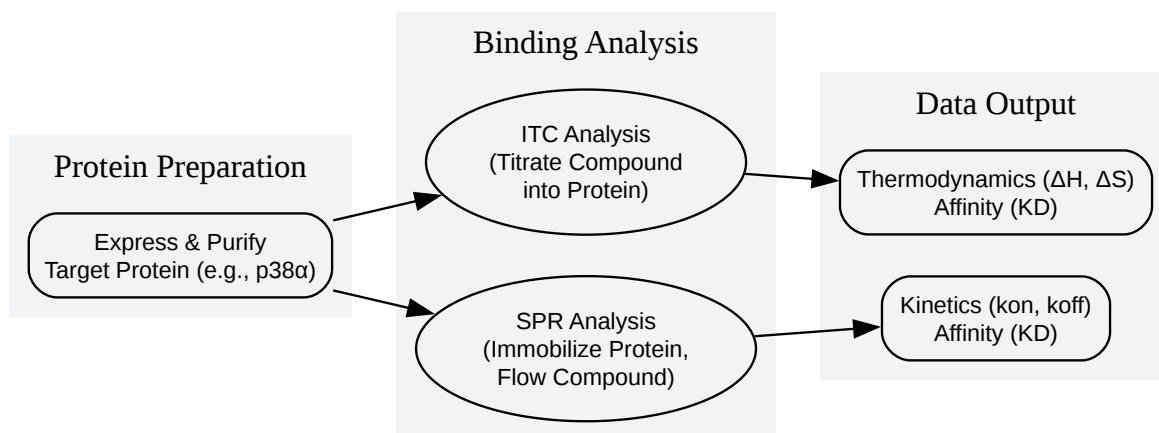 Protein Preparation
Express & Purify
Target Protein (e.g., p38α)
Binding Analysis
ITC Analysis
(Titrate Compound
into Protein)
SPR Analysis
(Immobilize Protein,
Flow Compound)
Data Output
Thermodynamics (ΔH, ΔS)
Affinity (KD)
Kinetics (kon, koff)
Affinity (KD)